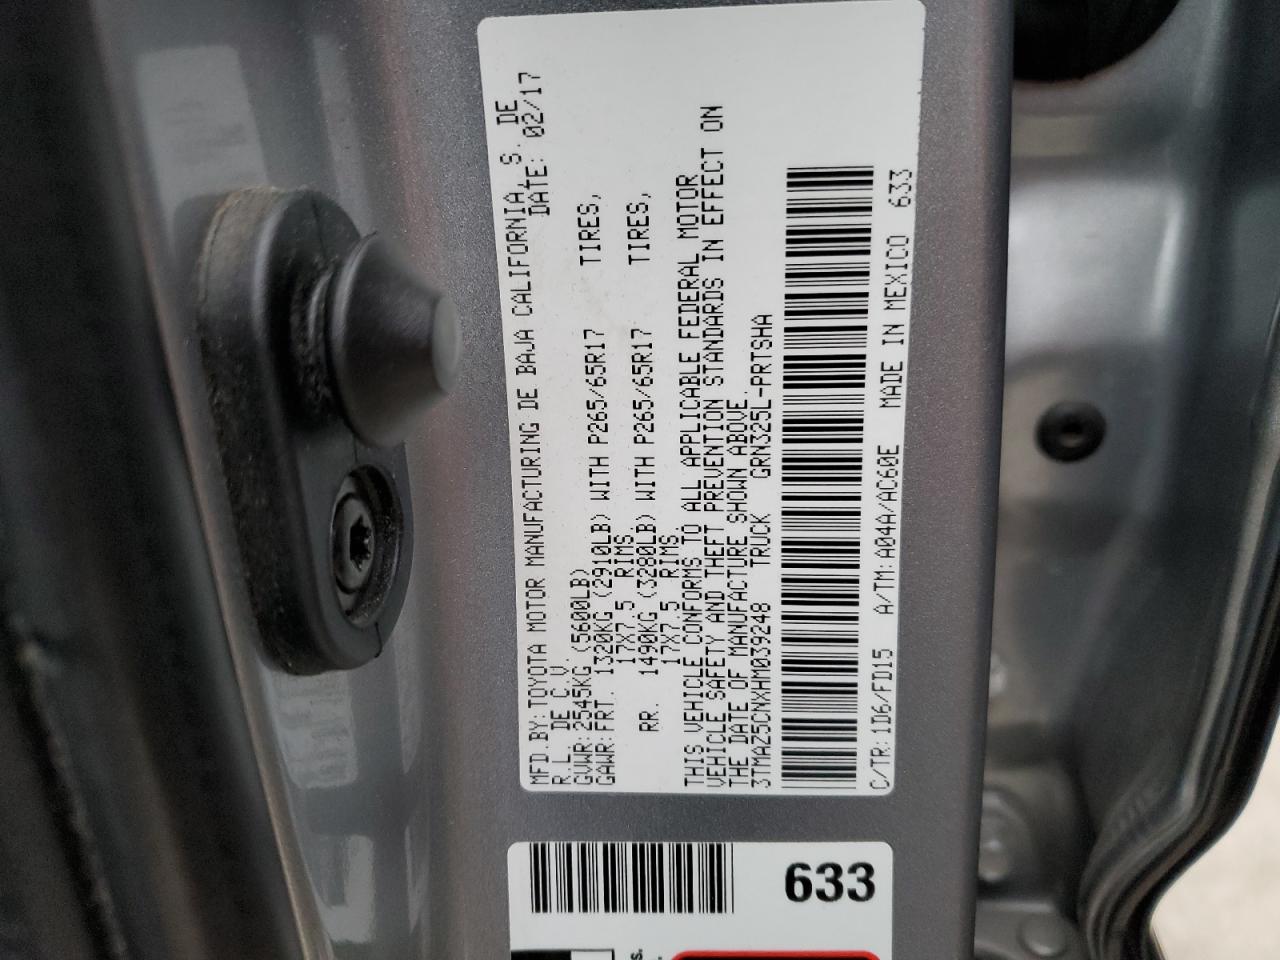 MFD.BY:TOYOTA MOTOR MANUFACTURING DE BAJA CALIFORNIA,S. DE
R.L. DE C.V. DATE: 02/17
GVWR:2545KG (5600LB)
GAWR:FRT. 1320KG (2910LB) WITH P265/65R17 TIRES,
17X7.5 RIMS
RR. 1490KG (3280LB) WITH P265/65R17 TIRES,
17X7.5 RIMS
THIS VEHICLE CONFORMS TO ALL APPLICABLE FEDERAL MOTOR
VEHICLE SAFETY AND THEFT PREVENTION STANDARDS IN EFFECT ON
THE DATE OF MANUFACTURE SHOWN ABOVE.
3TMAZ5CNXHM039248 TRUCK GRN325L-PRTSHA
C/TR:1D6/FD15 A/TM:A04A/AC60E MADE IN MEXICO 633
633
s.